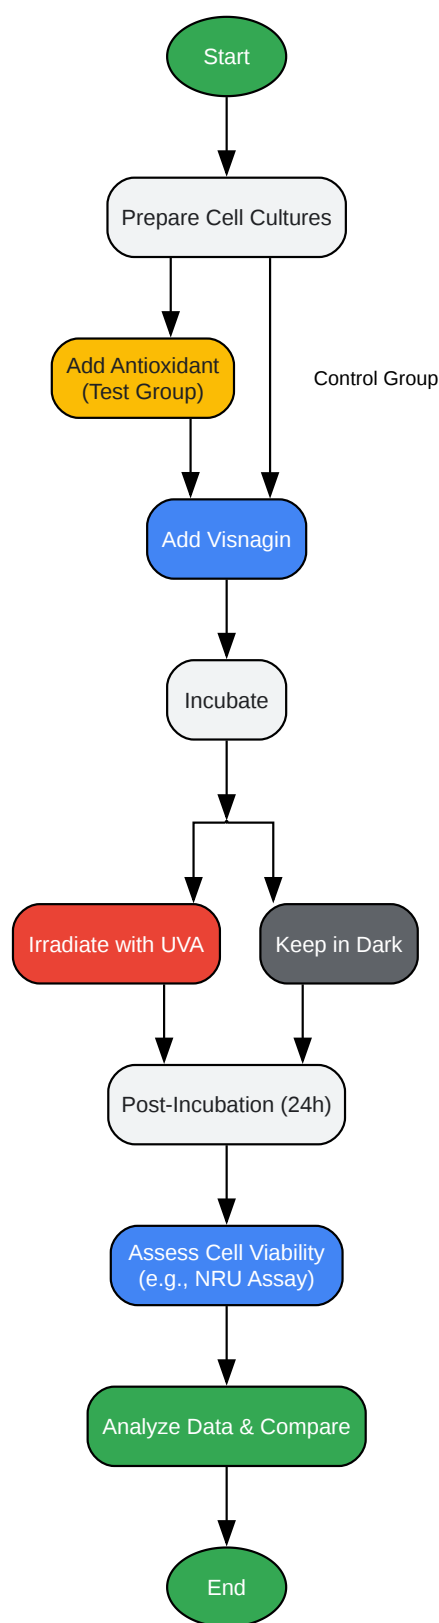 Start
Prepare Cell Cultures
Add Antioxidant
(Test Group)
Control Group
Add Visnagin
Incubate
Irradiate with UVA
Keep in Dark
Post-Incubation (24h)
Assess Cell Viability
(e.g., NRU Assay)
Analyze Data & Compare
End